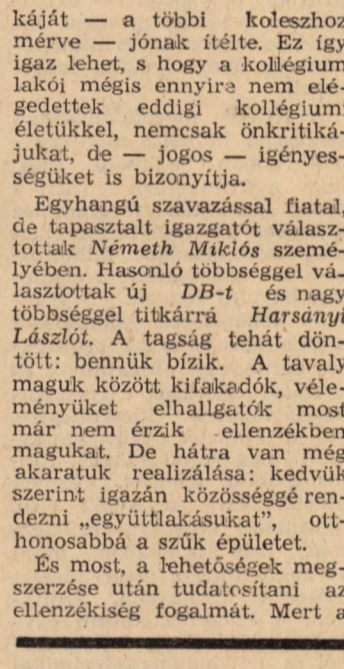 káját — a többi koleszhoz
mérve — jónak ítélte. Ez így
igaz lehet, s hogy a kollégium
lakói mégis ennyire nem elé-
gedettek eddigi kollégiumi
életükkel, nemcsak önkritiká-
jukat, de — jogos — igényes-
ségüket is bizonyítja.
Egyhangú szavazással fiatal,
de tapasztalt igazgatót válasz-
tottak Németh Miklós szemé-
lyében. Hasonló többséggel vá-
lasztottak új DB-t és nagy
többséggel titkárrá Harsányi
Lászlót. A tagság tehát dön-
tött: bennük bízik. A tavaly
maguk között kifakadók, véle-
ményüket elhallgatók most
már nem érzik ellenzékben
magukat. De hátra van még
akaratuk realizálása: kedvük
szerint igazán közösséggé ren-
dezni „együttlakásukat”, ott-
honosabbá a szűk épületet.
És most, a lehetőségek meg-
szerzése után tudatosítani az
ellenzékiség fogalmát. Mert a